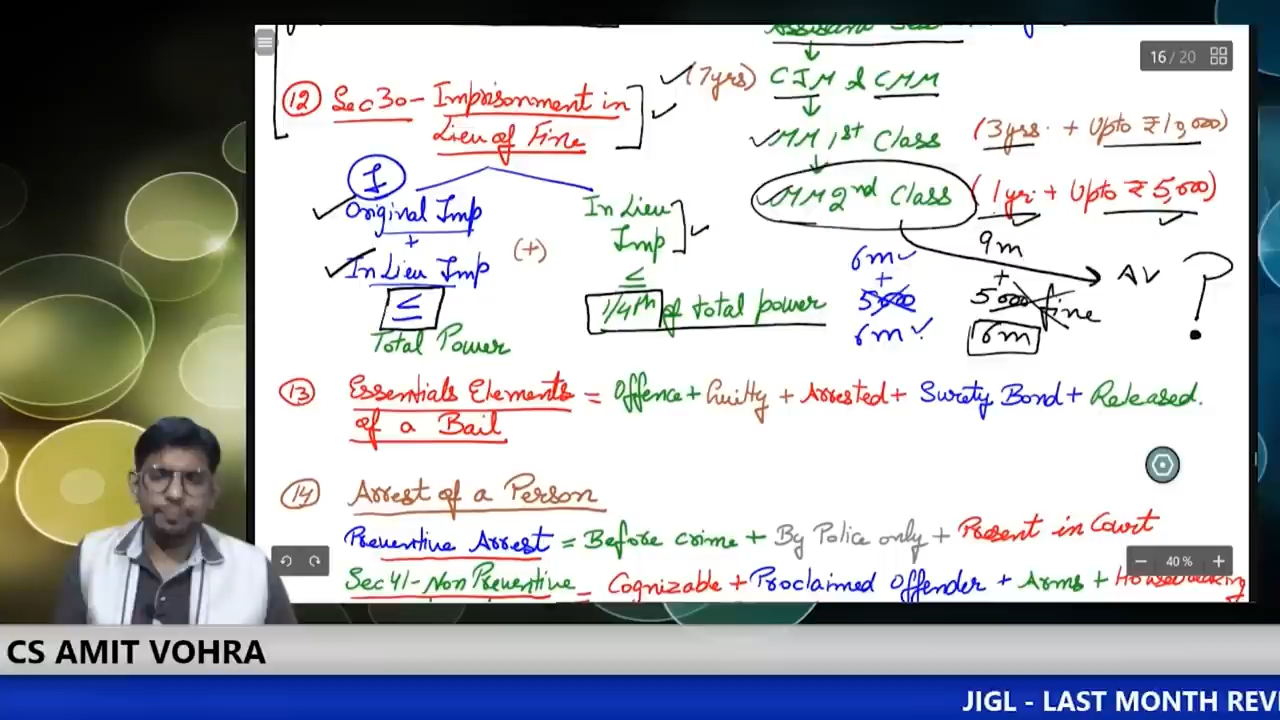 16 / 20
(7yrs) CJM & CMM
12 Sec 30 - Imprisonment in
Lieu of Fine
MM 1st Class (3yrs. + Upto ₹10,000)
MM 2nd Class (1yr. + Upto ₹5,000)
I
Original Imp
+
In Lieu Imp
≤
Total Power
(+)
In Lieu
Imp
≤
1/4th of total power
6m
+
5000
6m
9m
+
5000 fine
6m
AV ?
13 Essentials Elements = Offence + Guilty + Arrested + Surety Bond + Released.
of a Bail
14 Arrest of a Person
Preventive Arrest = Before crime + By Police only + Present in Court
40 %
Sec 41 - Non Preventive = Cognizable + Proclaimed Offender + Arms + Housebreaking
CS AMIT VOHRA
JIGL - LAST MONTH REVI